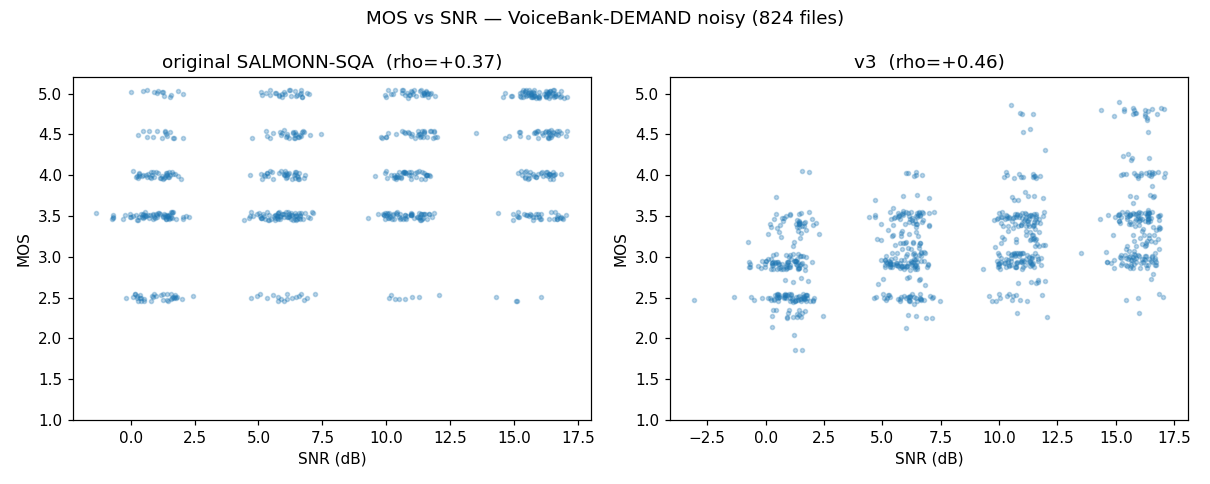 MOS vs SNR — VoiceBank-DEMAND noisy (824 files)
original SALMONN-SQA  (rho=+0.37)
v3  (rho=+0.46)
MOS
5.0
4.5
4.0
3.5
3.0
2.5
2.0
1.5
1.0
0.0 2.5 5.0 7.5 10.0 12.5 15.0 17.5
SNR (dB)
MOS
5.0
4.5
4.0
3.5
3.0
2.5
2.0
1.5
1.0
−2.5 0.0 2.5 5.0 7.5 10.0 12.5 15.0 17.5
SNR (dB)